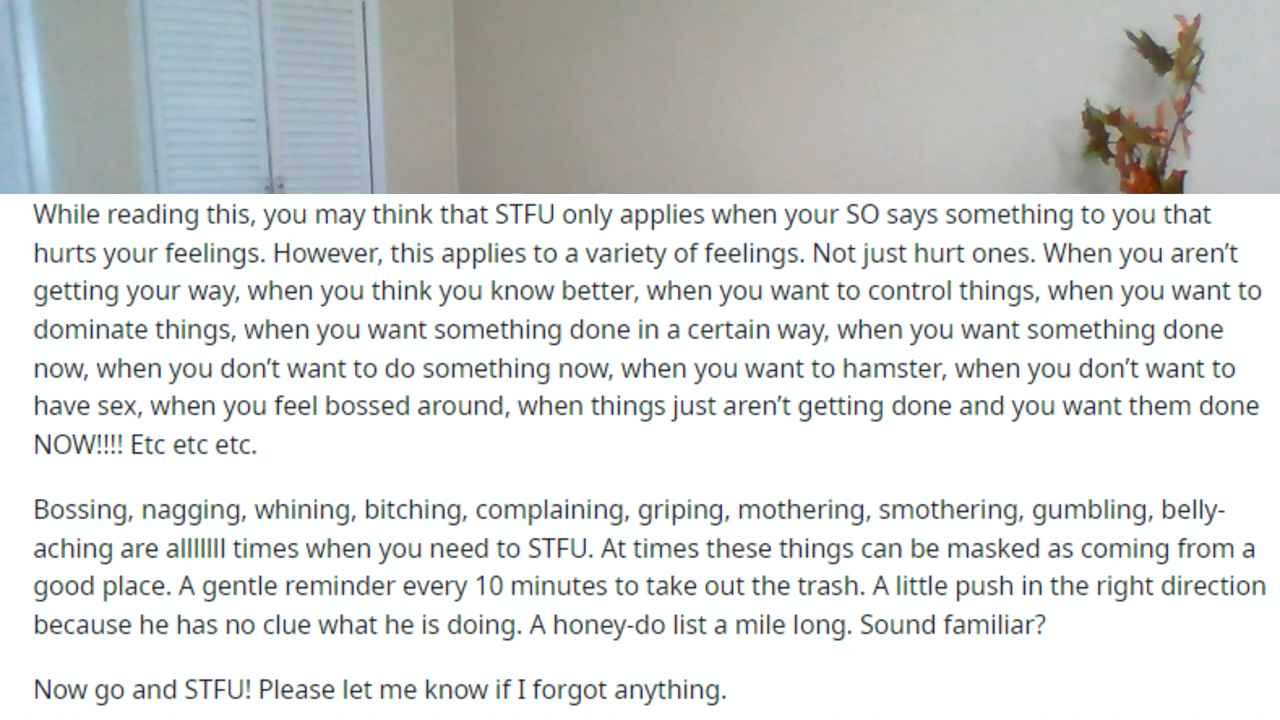 While reading this, you may think that STFU only applies when your SO says something to you that
hurts your feelings. However, this applies to a variety of feelings. Not just hurt ones. When you aren’t
getting your way, when you think you know better, when you want to control things, when you want to
dominate things, when you want something done in a certain way, when you want something done
now, when you don’t want to do something now, when you want to hamster, when you don’t want to
have sex, when you feel bossed around, when things just aren’t getting done and you want them done
NOW!!!! Etc etc etc.
Bossing, nagging, whining, bitching, complaining, griping, mothering, smothering, gumbling, belly-
aching are alllllll times when you need to STFU. At times these things can be masked as coming from a
good place. A gentle reminder every 10 minutes to take out the trash. A little push in the right direction
because he has no clue what he is doing. A honey-do list a mile long. Sound familiar?
Now go and STFU! Please let me know if I forgot anything.